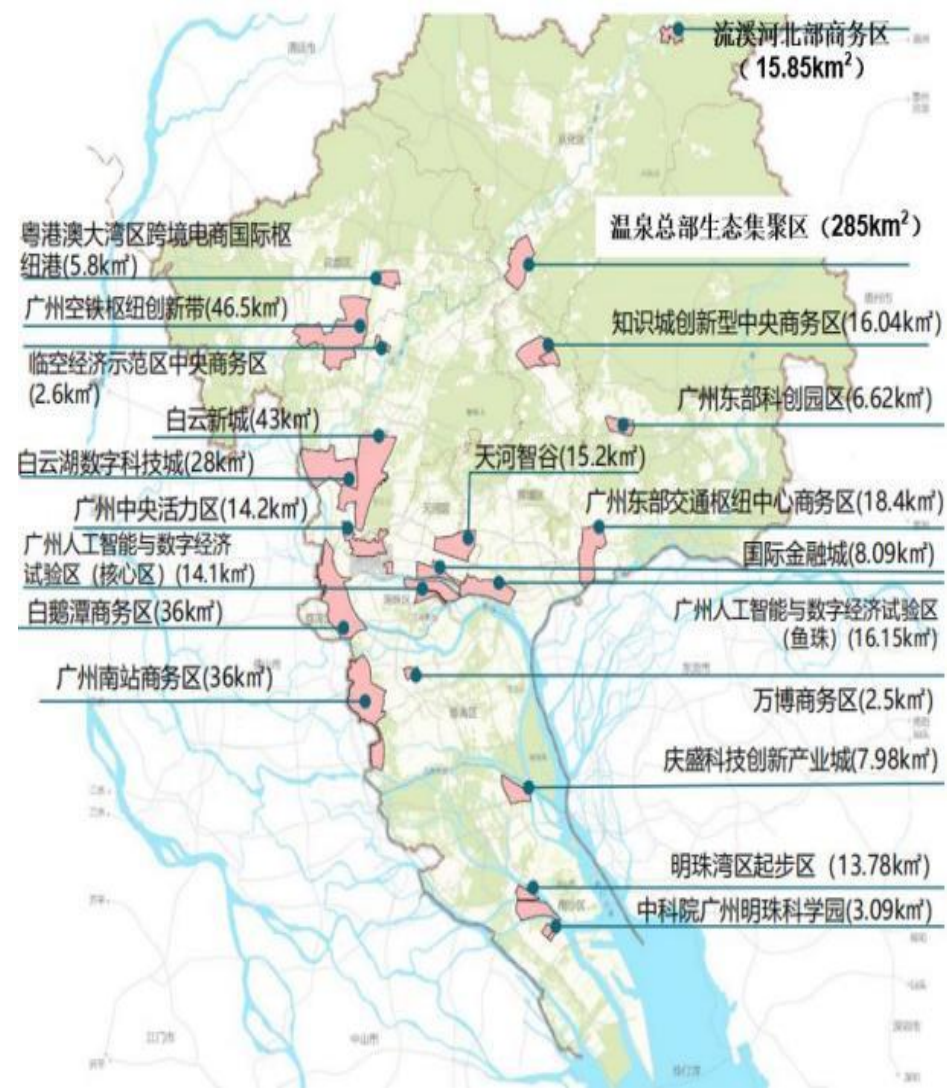 流溪河北部商务区
（15.85km²）
温泉总部生态集聚区（285km²）
粤港澳大湾区跨境电商国际枢
纽港(5.8k㎡)
广州空铁枢纽创新带(46.5k㎡)
知识城创新型中央商务区(16.04k㎡)
临空经济示范区中央商务区
(2.6k㎡)
广州东部科创园区(6.62k㎡)
白云新城(43k㎡)
天河智谷(15.2k㎡)
白云湖数字科技城(28k㎡)
广州东部交通枢纽中心商务区(18.4k㎡)
广州中央活力区(14.2k㎡)
广州人工智能与数字经济
试验区（核心区）(14.1k㎡)
国际金融城(8.09k㎡)
白鹅潭商务区(36k㎡)
广州人工智能与数字经济试验区
(鱼珠）(16.15k㎡)
广州南站商务区(36k㎡)
万博商务区(2.5k㎡)
庆盛科技创新产业城(7.98k㎡)
明珠湾区起步区（13.78k㎡)
中科院广州明珠科学园(3.09k㎡)
江门市
中山市
深圳市